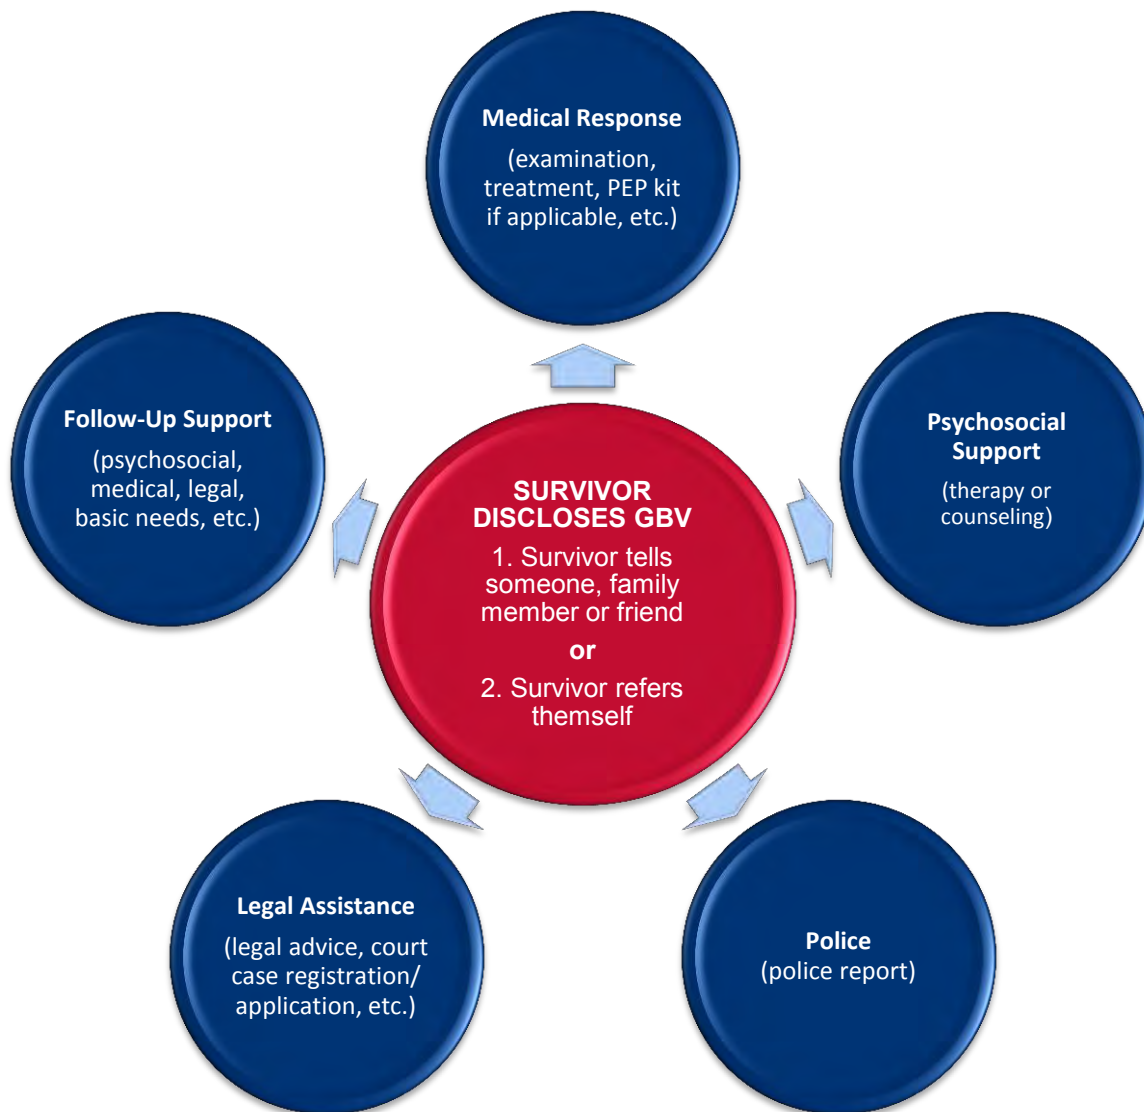 Medical Response
(examination,
treatment, PEP kit
if applicable, etc.)
Follow-Up Support
(psychosocial,
medical, legal,
basic needs, etc.)
Psychosocial
Support
(therapy or
counseling)
SURVIVOR
DISCLOSES GBV
1. Survivor tells
someone, family
member or friend
or
2. Survivor refers
themself
Legal Assistance
(legal advice, court
case registration/
application, etc.)
Police
(police report)